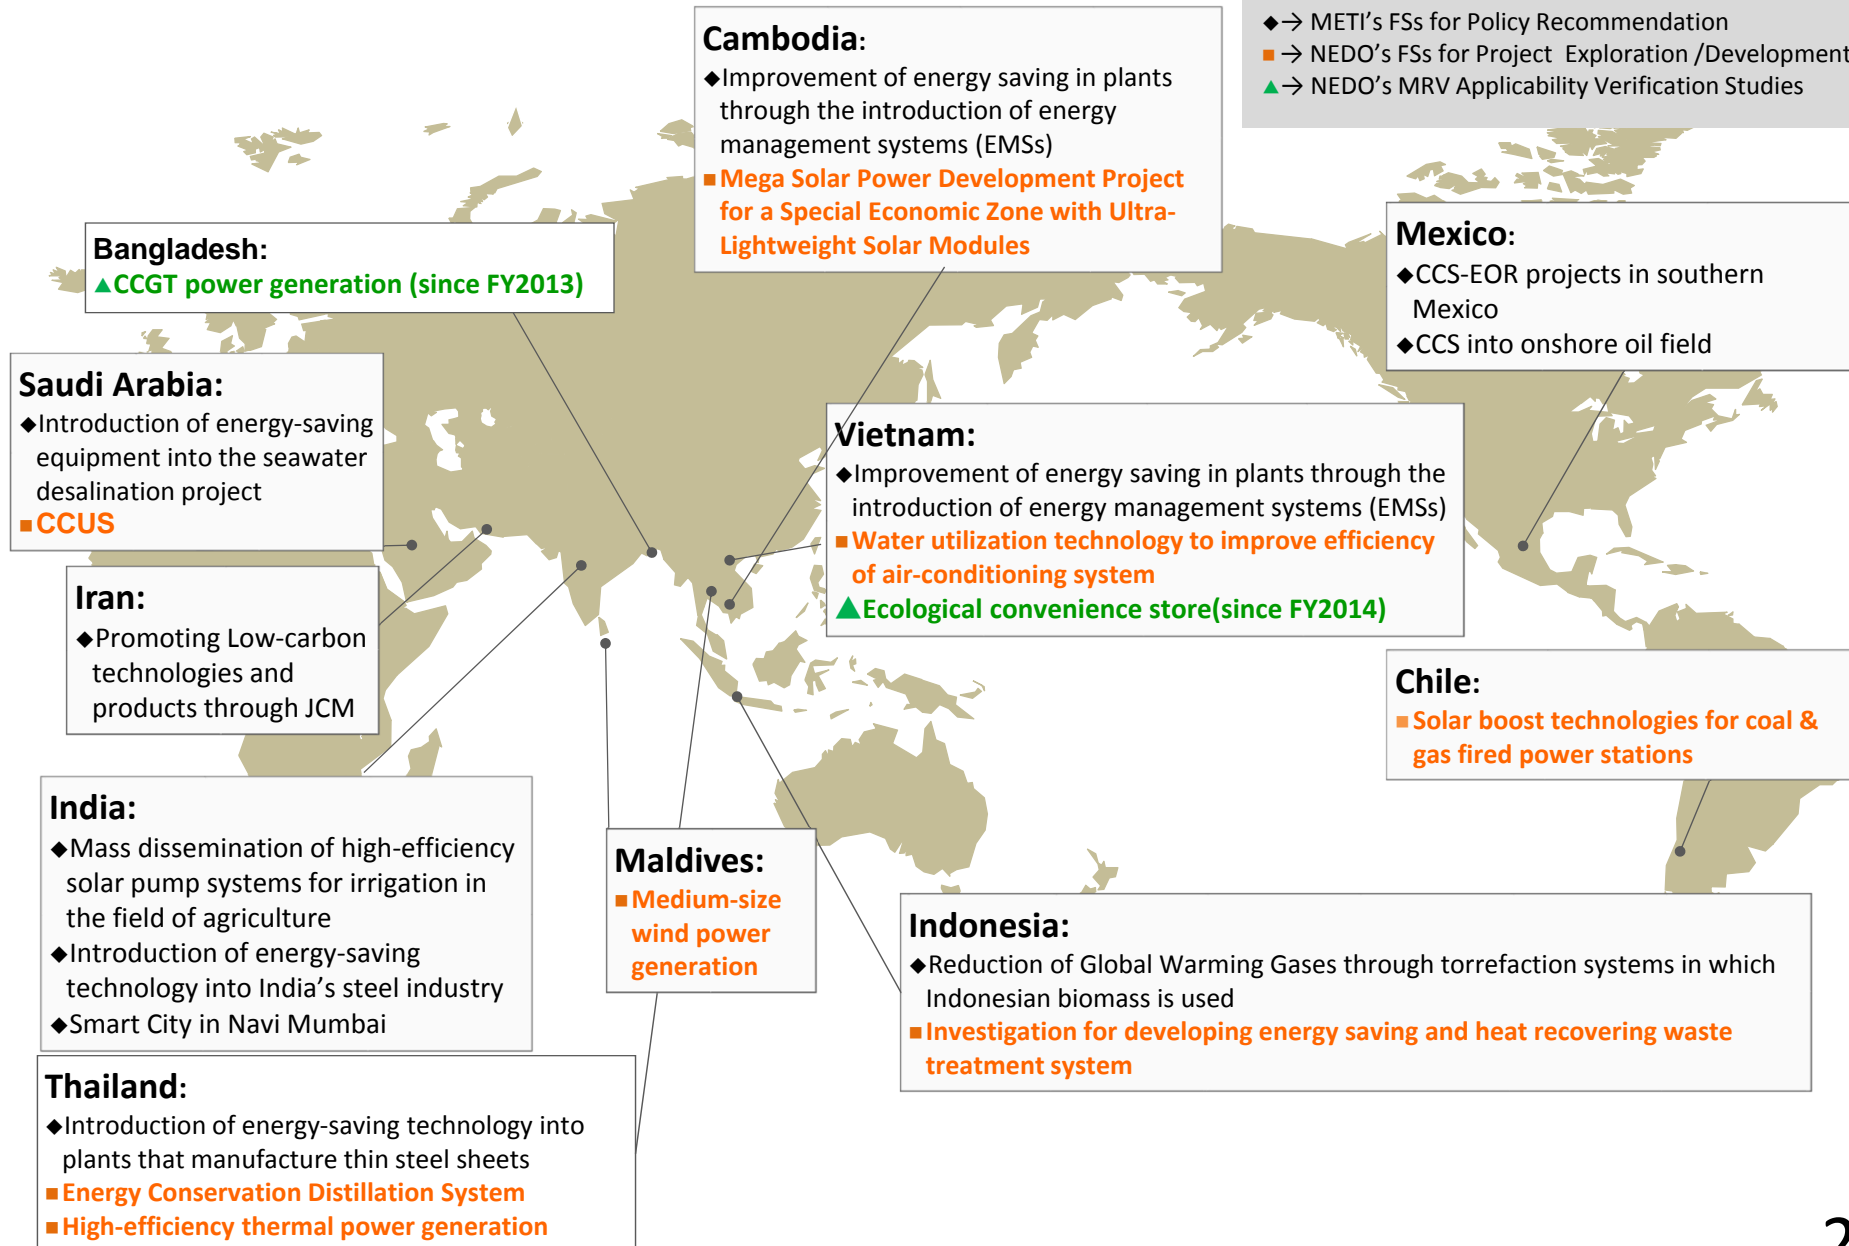 ◆→ METI's FSs for Policy Recommendation
■→ NEDO's FSs for Project Exploration /Development
▲→ NEDO's MRV Applicability Verification Studies
Cambodia:
◆Improvement of energy saving in plants
through the introduction of energy
management systems (EMSs)
■Mega Solar Power Development Project
for a Special Economic Zone with Ultra-
Lightweight Solar Modules
Bangladesh:
▲CCGT power generation (since FY2013)
Mexico:
◆CCS-EOR projects in southern
Mexico
◆CCS into onshore oil field
Saudi Arabia:
◆Introduction of energy-saving
equipment into the seawater
desalination project
■CCUS
Vietnam:
◆Improvement of energy saving in plants through the
introduction of energy management systems (EMSs)
■Water utilization technology to improve efficiency
of air-conditioning system
▲Ecological convenience store(since FY2014)
Iran:
◆Promoting Low-carbon
technologies and
products through JCM
Chile:
■Solar boost technologies for coal &
gas fired power stations
India:
◆Mass dissemination of high-efficiency
solar pump systems for irrigation in
the field of agriculture
◆Introduction of energy-saving
technology into India's steel industry
◆Smart City in Navi Mumbai
Maldives:
■Medium-size
wind power
generation
Indonesia:
◆Reduction of Global Warming Gases through torrefaction systems in which
Indonesian biomass is used
■Investigation for developing energy saving and heat recovering waste
treatment system
Thailand:
◆Introduction of energy-saving technology into
plants that manufacture thin steel sheets
■Energy Conservation Distillation System
■High-efficiency thermal power generation